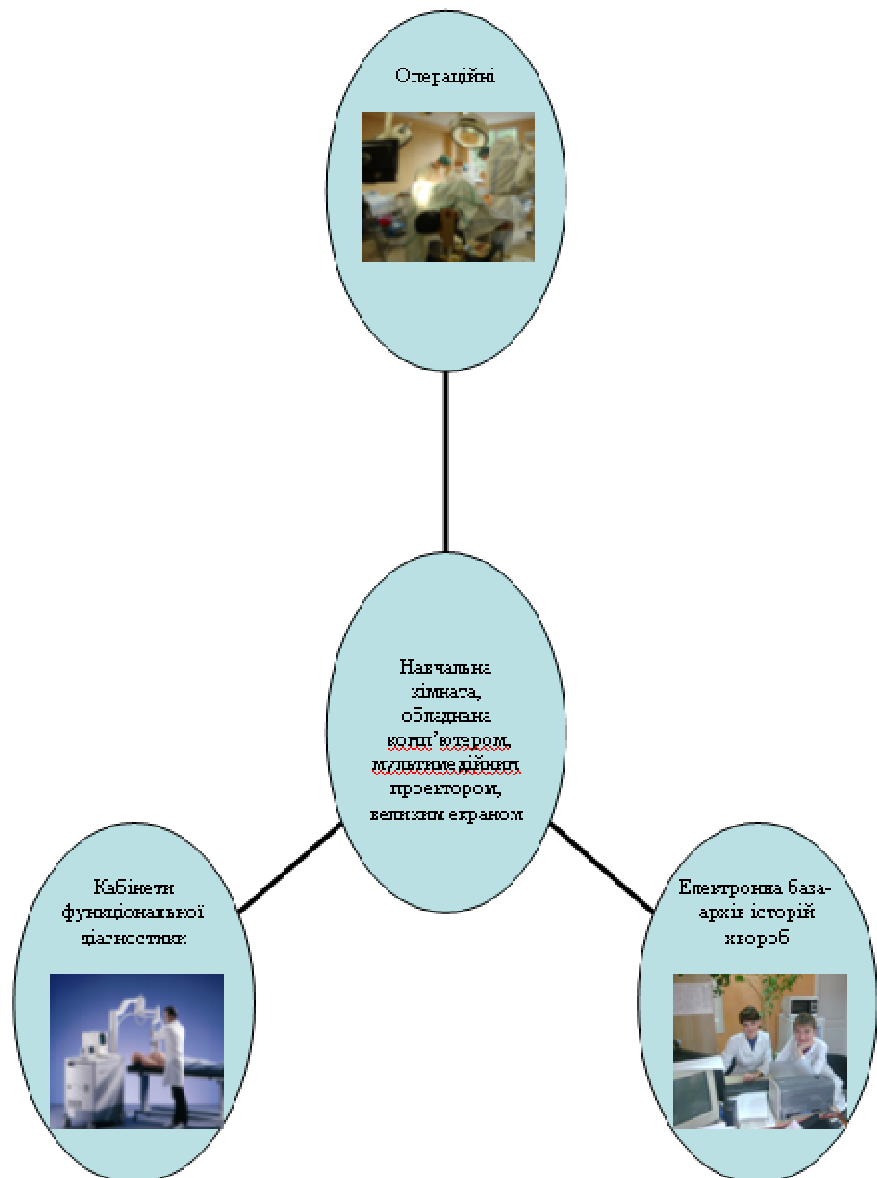 Операційні
Навчальна
кімната,
обладнана
комп’ютером,
мультимедійним
проектором,
великим екраном
Кабінети
функціональної
діагностики
Електронна база-
архів історій
хвороб